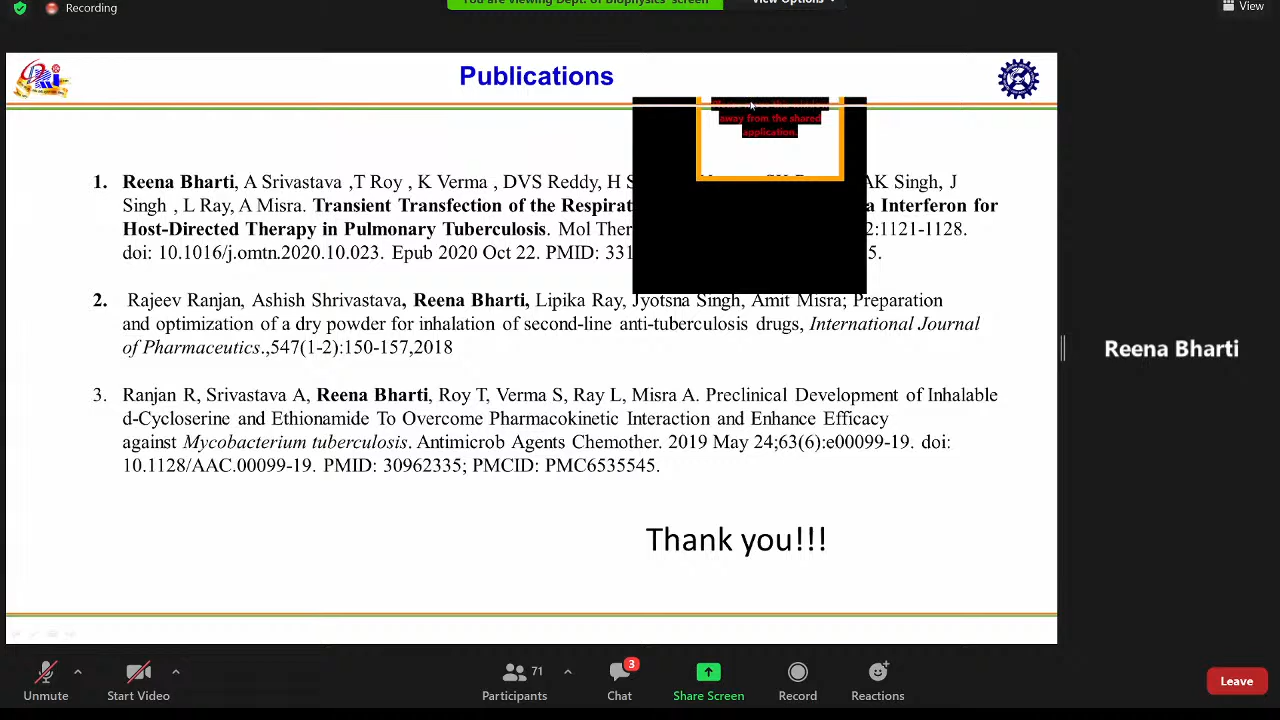 Recording
You are viewing Dept. of Biophysics' screen
View Options
View
Publications
away from the shared
application.
1. Reena Bharti, A Srivastava ,T Roy , K Verma , DVS Reddy, H AK Singh, J
Singh , L Ray, A Misra. Transient Transfection of the Interferon for
Host-Directed Therapy in Pulmonary Tuberculosis. Mol 2:1121-1128.
doi: 10.1016/j.omtn.2020.10.023. Epub 2020 Oct 22. PMID: 331 5.
2. Rajeev Ranjan, Ashish Shrivastava, Reena Bharti, Lipika Ray, Jyotsna Singh, Amit Misra; Preparation
and optimization of a dry powder for inhalation of second-line anti-tuberculosis drugs, International Journal
of Pharmaceutics.,547(1-2):150-157,2018
3. Ranjan R, Srivastava A, Reena Bharti, Roy T, Verma S, Ray L, Misra A. Preclinical Development of Inhalable
d-Cycloserine and Ethionamide To Overcome Pharmacokinetic Interaction and Enhance Efficacy
against Mycobacterium tuberculosis. Antimicrob Agents Chemother. 2019 May 24;63(6):e00099-19. doi:
10.1128/AAC.00099-19. PMID: 30962335; PMCID: PMC6535545.
Thank you!!!
Reena Bharti
Unmute
Start Video
71
Participants
3
Chat
Share Screen
Record
Reactions
Leave